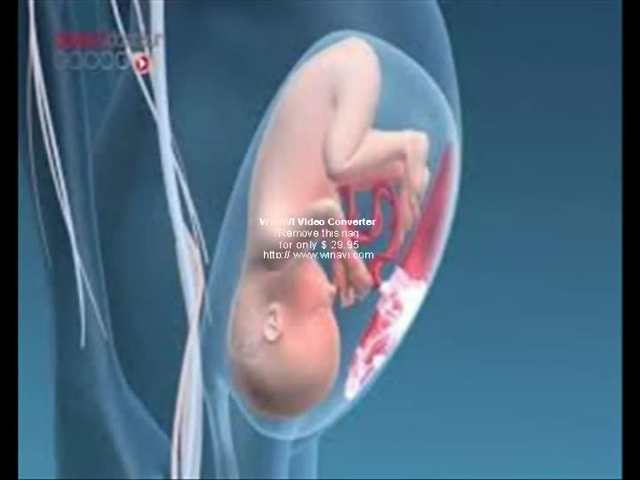 WinAVI Video Converter
Remove this nag
for only $ 29.95
http:// www.winavi.com